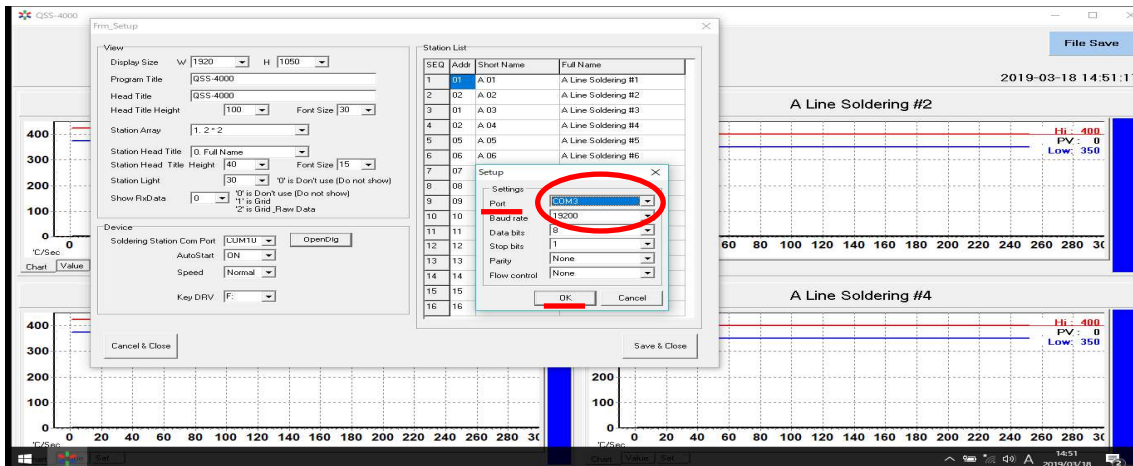 QSS-4000
File Save
2019-03-18 14:51:1
Frm_Setup
View
Display Size W 1920 H 1050
Program Title QSS-4000
Head Title QSS-4000
Head Title Height 100 Font Size 30
Station Array 1. 2 * 2
Station Head Title 0. Full Name
Station Head Title Height 40 Font Size 15
Station Light 30 '0' is Don't use (Do not show)
Show RxData 0 '0' is Don't use (Do not show)
'1' is Grid
'2' is Grid_Raw Data
Device
Soldering Station Com Port COM10 OpenDlg
AutoStart ON
Speed Normal
Key DRV F:
Cancel & Close
Save & Close
Station List
SEQ Addr Short Name Full Name
1 01 A 01 A Line Soldering #1
2 02 A 02 A Line Soldering #2
3 01 A 03 A Line Soldering #3
4 02 A 04 A Line Soldering #4
5 05 A 05 A Line Soldering #5
6 06 A 06 A Line Soldering #6
7 07
8 08
9 09
10 10
11 11
12 12
13 13
14 14
15 15
16 16
Setup
Settings
Port COM3
Baud rate 19200
Data bits 8
Stop bits 1
Parity None
Flow control None
OK Cancel
400
300
200
100
0
0
'C/Sec
Chart Value
A Line Soldering #2
Hi : 400
PV : 0
Low: 350
60 80 100 120 140 160 180 200 220 240 260 280 30
400
300
200
100
0
0 20 40 60 80 100 120 140 160 180 200 220 240 260 280 30
'C/Sec
Set...
A Line Soldering #4
Hi : 400
PV : 0
Low: 350
200
100
0
0 20 40 60 80 100 120 140 160 180 200 220 240 260 280 30
'C/Sec
Chart Value Set...
A
14:51
2019/03/18
2